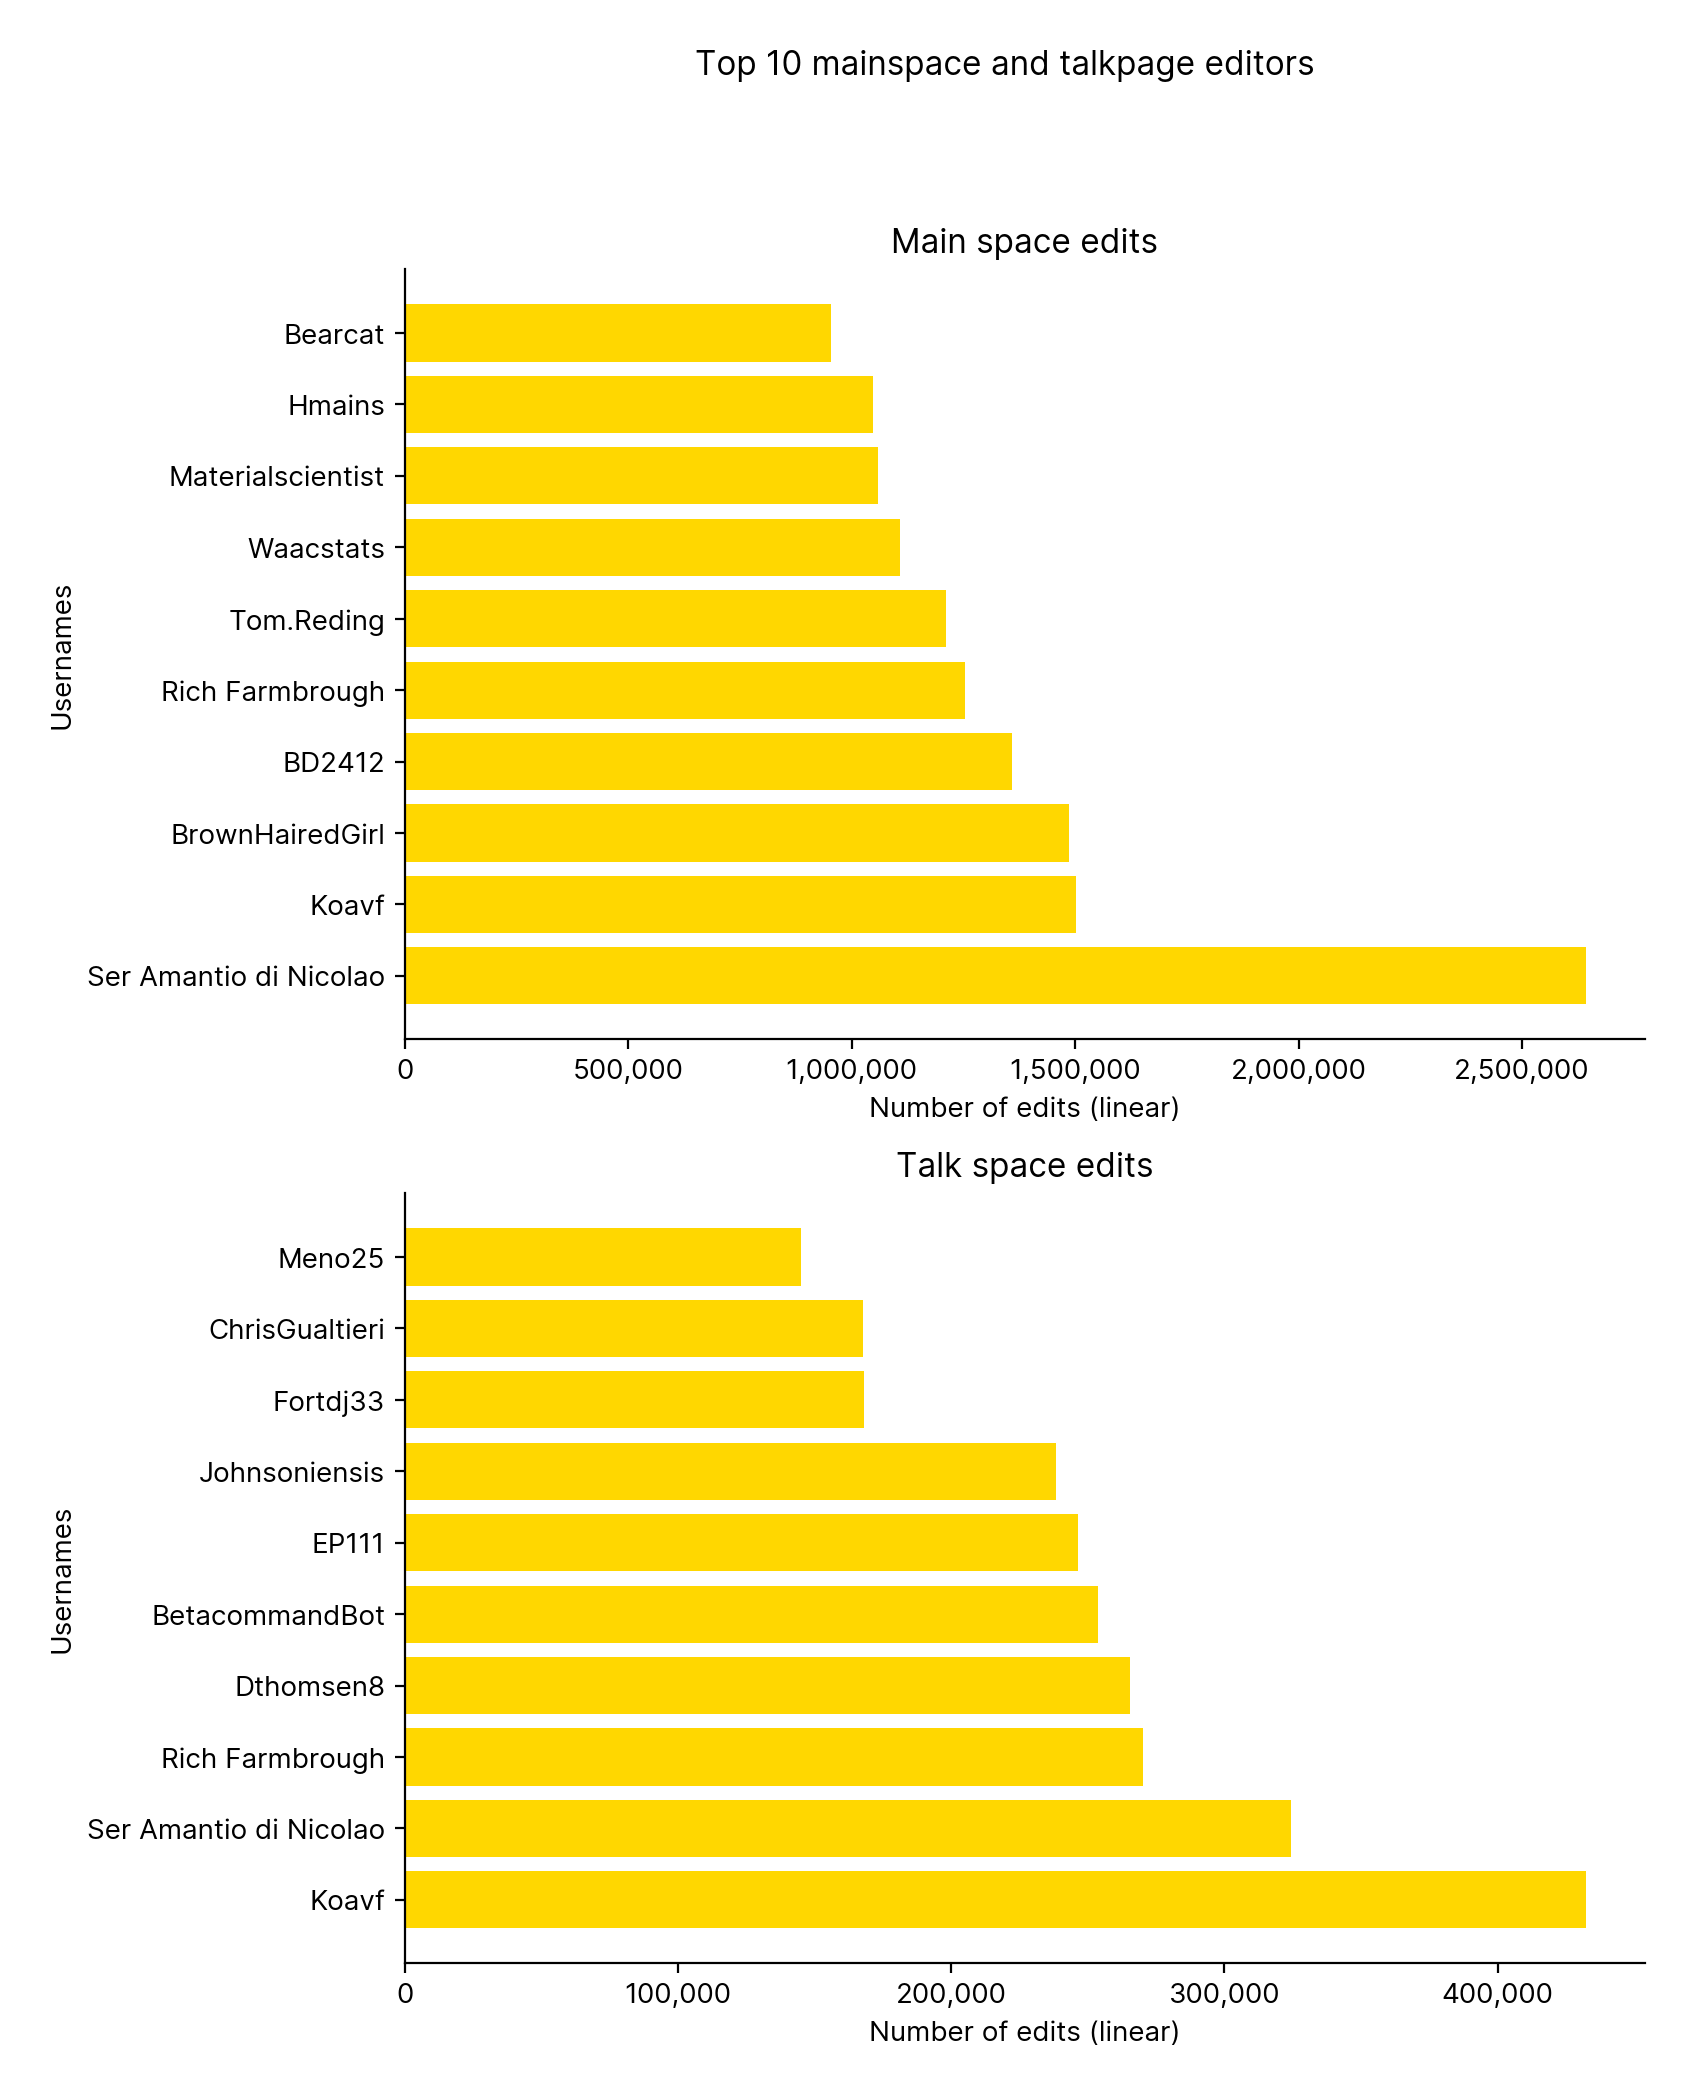 Top 10 mainspace and talkpage editors
Main space edits
Usernames
Bearcat
Hmains
Materialscientist
Waacstats
Tom.Reding
Rich Farmbrough
BD2412
BrownHairedGirl
Koavf
Ser Amantio di Nicolao
0 500,000 1,000,000 1,500,000 2,000,000 2,500,000
Number of edits (linear)
Talk space edits
Usernames
Meno25
ChrisGualtieri
Fortdj33
Johnsoniensis
EP111
BetacommandBot
Dthomsen8
Rich Farmbrough
Ser Amantio di Nicolao
Koavf
0 100,000 200,000 300,000 400,000
Number of edits (linear)